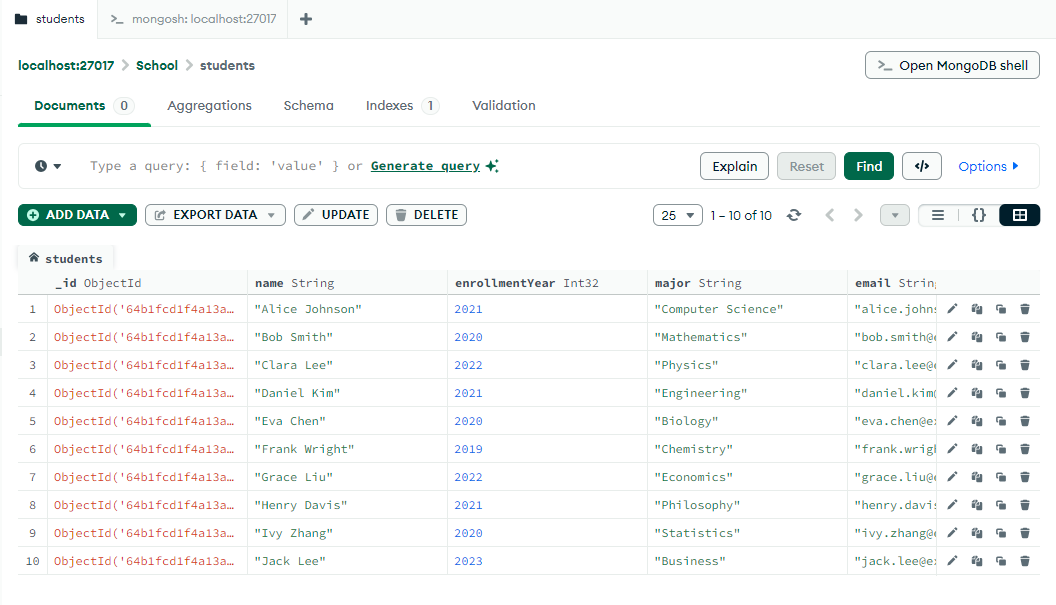 students >_ mongosh: localhost:27017 +
localhost:27017 > School > students >_ Open MongoDB shell
Documents 0 Aggregations Schema Indexes 1 Validation
Type a query: { field: 'value' } or Generate query Explain Reset Find </> Options
ADD DATA EXPORT DATA UPDATE DELETE 25 1 – 10 of 10 {}
students
_id ObjectId name String enrollmentYear Int32 major String email String
1 ObjectId('64b1fcd1f4a13a… "Alice Johnson" 2021 "Computer Science" "alice.johns
2 ObjectId('64b1fcd1f4a13a… "Bob Smith" 2020 "Mathematics" "bob.smith@e
3 ObjectId('64b1fcd1f4a13a… "Clara Lee" 2022 "Physics" "clara.lee@e
4 ObjectId('64b1fcd1f4a13a… "Daniel Kim" 2021 "Engineering" "daniel.kim@
5 ObjectId('64b1fcd1f4a13a… "Eva Chen" 2020 "Biology" "eva.chen@ex
6 ObjectId('64b1fcd1f4a13a… "Frank Wright" 2019 "Chemistry" "frank.wrigh
7 ObjectId('64b1fcd1f4a13a… "Grace Liu" 2022 "Economics" "grace.liu@e
8 ObjectId('64b1fcd1f4a13a… "Henry Davis" 2021 "Philosophy" "henry.davis
9 ObjectId('64b1fcd1f4a13a… "Ivy Zhang" 2020 "Statistics" "ivy.zhang@e
10 ObjectId('64b1fcd1f4a13a… "Jack Lee" 2023 "Business" "jack.lee@ex